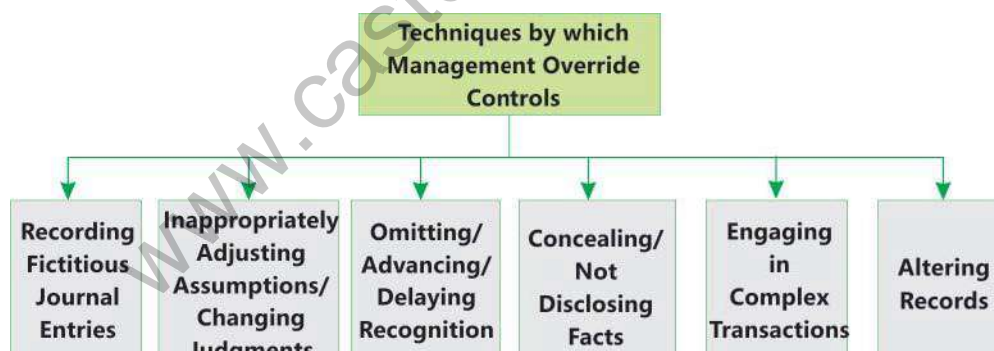 Techniques by which
Management Override
Controls
Recording
Fictitious
Journal
Entries
Inappropriately
Adjusting
Assumptions/
Changing
Judgments
Omitting/
Advancing/
Delaying
Recognition
Concealing/
Not
Disclosing
Facts
Engaging
in
Complex
Transactions
Altering
Records